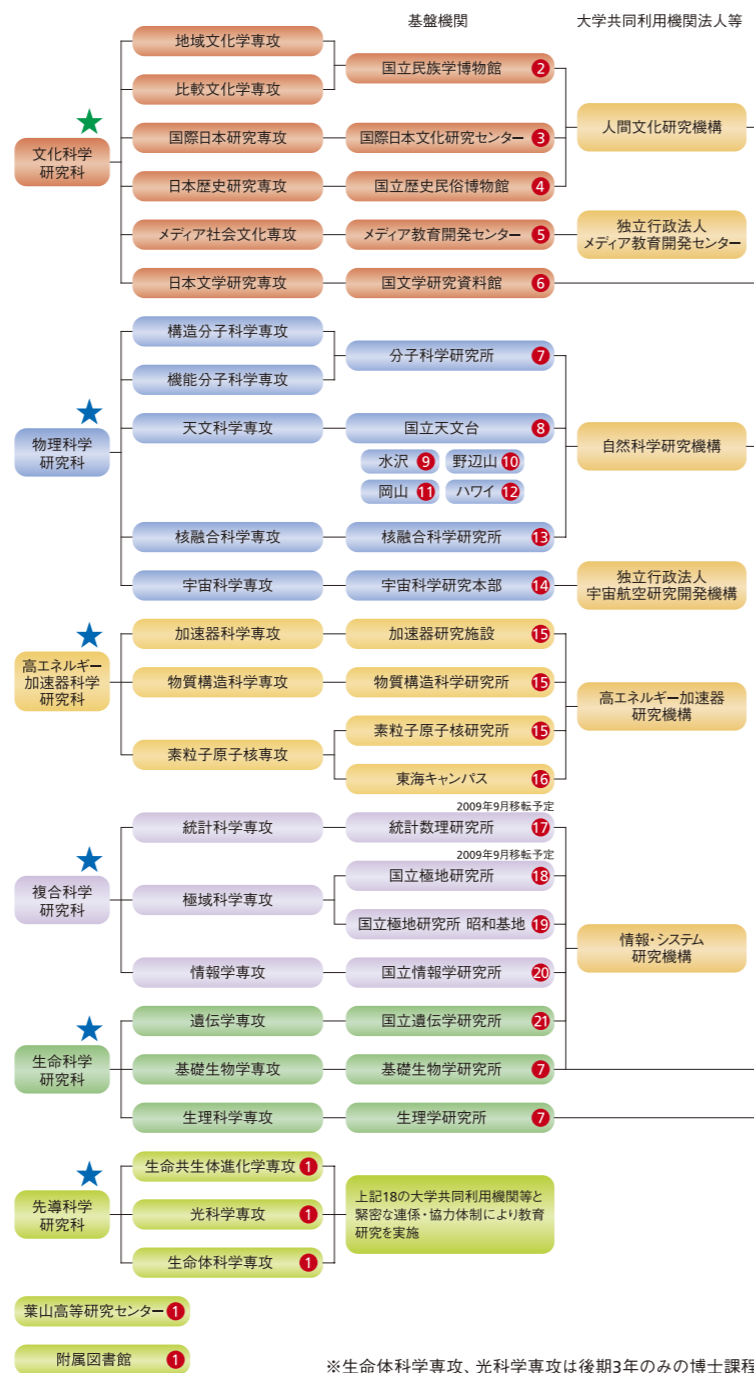 基盤機関
大学共同利用機関法人等
文化科学
研究科
地域文化学専攻
比較文化学専攻
国立民族学博物館 2
国際日本研究専攻
国際日本文化研究センター 3
日本歴史研究専攻
国立歴史民俗博物館 4
人間文化研究機構
メディア社会文化専攻
メディア教育開発センター 5
独立行政法人
メディア教育開発センター
日本文学研究専攻
国文学研究資料館 6
物理科学
研究科
構造分子科学専攻
機能分子科学専攻
分子科学研究所 7
天文科学専攻
国立天文台 8
水沢 9
野辺山 10
岡山 11
ハワイ 12
自然科学研究機構
核融合科学専攻
核融合科学研究所 13
宇宙科学専攻
宇宙科学研究本部 14
独立行政法人
宇宙航空研究開発機構
高エネルギー
加速器科学
研究科
加速器科学専攻
加速器研究施設 15
物質構造科学専攻
物質構造科学研究所 15
素粒子原子核専攻
素粒子原子核研究所 15
東海キャンパス 16
高エネルギー加速器
研究機構
複合科学
研究科
統計科学専攻
2009年9月移転予定
統計数理研究所 17
極域科学専攻
2009年9月移転予定
国立極地研究所 18
国立極地研究所 昭和基地 19
情報学専攻
国立情報学研究所 20
情報・システム
研究機構
生命科学
研究科
遺伝学専攻
国立遺伝学研究所 21
基礎生物学専攻
基礎生物学研究所 7
生理科学専攻
生理学研究所 7
先導科学
研究科
生命共生体進化学専攻 1
光科学専攻 1
生命体科学専攻 1
上記18の大学共同利用機関等と
緊密な連係・協力体制により教育
研究を実施
葉山高等研究センター 1
附属図書館 1
※生命体科学専攻、光科学専攻は後期3年のみの博士課程